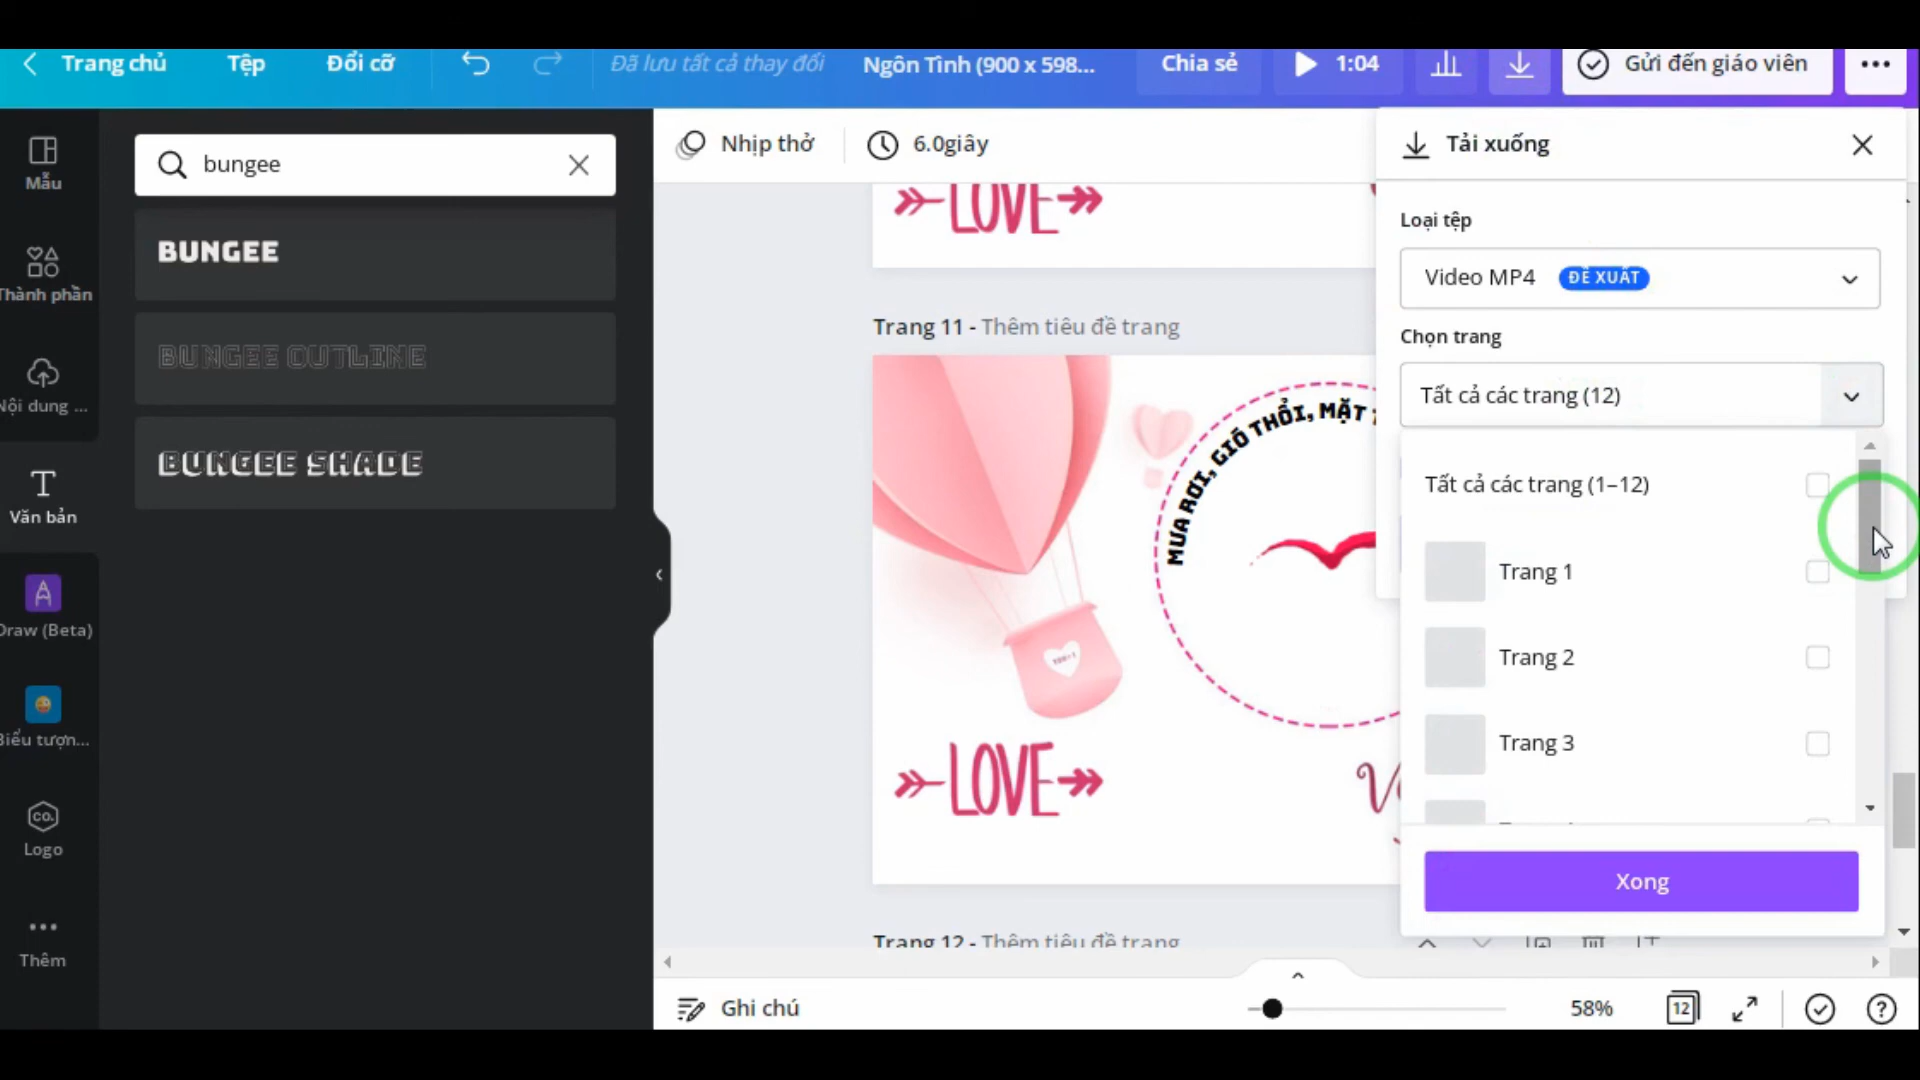 Trang chủ
Tệp
Đổi cỡ
Đã lưu tất cả thay đổi
Ngôn Tình (900 x 598...
Chia sẻ
1:04
Gửi đến giáo viên
Mẫu
Thành phần
Nội dung ...
Văn bản
Draw (Beta)
Biểu tượn...
CO.
Logo
Thêm
bungee
BUNGEE
BUNGEE OUTLINE
BUNGEE SHADE
Nhịp thở
6.0giây
LOVE
Trang 11 - Thêm tiêu đề trang
MƯA RƠI, GIÓ THỔI, MẶT
LOVE
Trang 12 - Thêm tiêu đề trang
Tải xuống
Loại tệp
Video MP4 ĐỀ XUẤT
Chọn trang
Tất cả các trang (12)
Tất cả các trang (1–12)
Trang 1
Trang 2
Trang 3
Xong
Ghi chú
58%
12